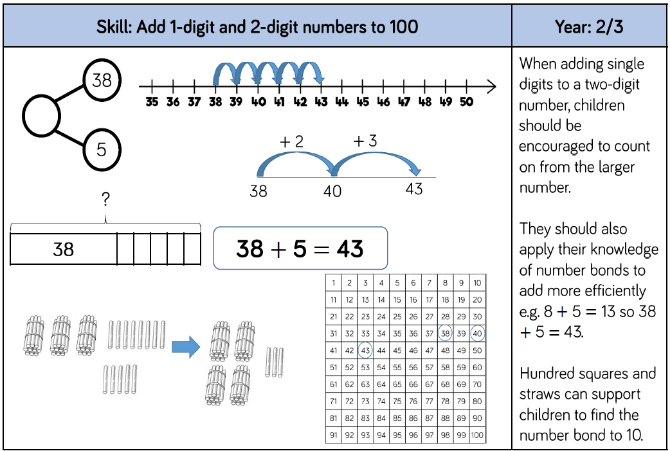 Skill: Add 1-digit and 2-digit numbers to 100
Year: 2/3
38
5
35 36 37 38 39 40 41 42 43 44 45 46 47 48 49 50
+ 2 + 3
38 40 43
?
38
38 + 5 = 43
1 2 3 4 5 6 7 8 9 10
11 12 13 14 15 16 17 18 19 20
21 22 23 24 25 26 27 28 29 30
31 32 33 34 35 36 37 38 39 40
41 42 43 44 45 46 47 48 49 50
51 52 53 54 55 56 57 58 59 60
61 62 63 64 65 66 67 68 69 70
71 72 73 74 75 76 77 78 79 80
81 82 83 84 85 86 87 88 89 90
91 92 93 94 95 96 97 98 99 100
When adding single
digits to a two-digit
number, children
should be
encouraged to count
on from the larger
number.
They should also
apply their knowledge
of number bonds to
add more efficiently
e.g. 8 + 5 = 13 so 38
+ 5 = 43.
Hundred squares and
straws can support
children to find the
number bond to 10.